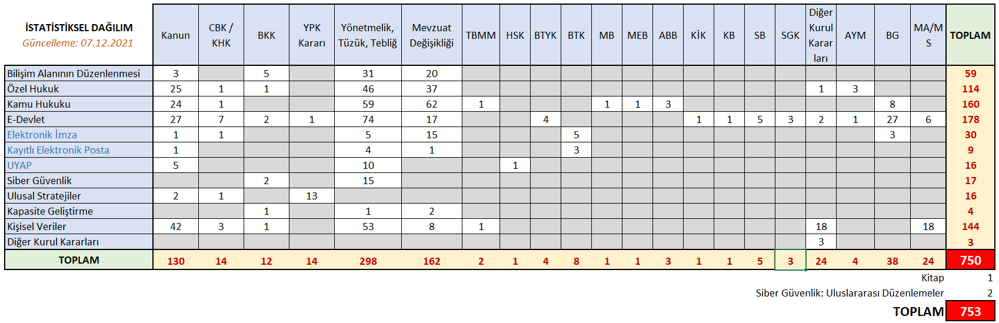 İSTATİSTİKSEL DAĞILIM
Güncelleme: 07.12.2021
Kanun
CBK /
KHK
BKK
YPK
Kararı
Yönetmelik,
Tüzük, Tebliğ
Mevzuat
Değişikliği
TBMM
HSK
BTYK
BTK
MB
MEB
ABB
KİK
KB
SB
SGK
Diğer
Kurul
Karar
ları
AYM
BG
MA/M
S
TOPLAM
Bilişim Alanının Düzenlenmesi 3 5 31 20 59
Özel Hukuk 25 1 1 46 37 1 3 114
Kamu Hukuku 24 1 59 62 1 1 1 3 8 160
E-Devlet 27 7 2 1 74 17 4 1 1 5 3 2 1 27 6 178
Elektronik İmza 1 1 5 15 5 3 30
Kayıtlı Elektronik Posta 1 4 1 3 9
UYAP 5 10 1 16
Siber Güvenlik 2 15 17
Ulusal Stratejiler 2 1 13 16
Kapasite Geliştirme 1 1 2 4
Kişisel Veriler 42 3 1 53 8 1 18 18 144
Diğer Kurul Kararları 3 3
TOPLAM 130 14 12 14 298 162 2 1 4 8 1 1 3 1 1 5 3 24 4 38 24 750
Kitap 1
Siber Güvenlik: Uluslararası Düzenlemeler 2
TOPLAM 753